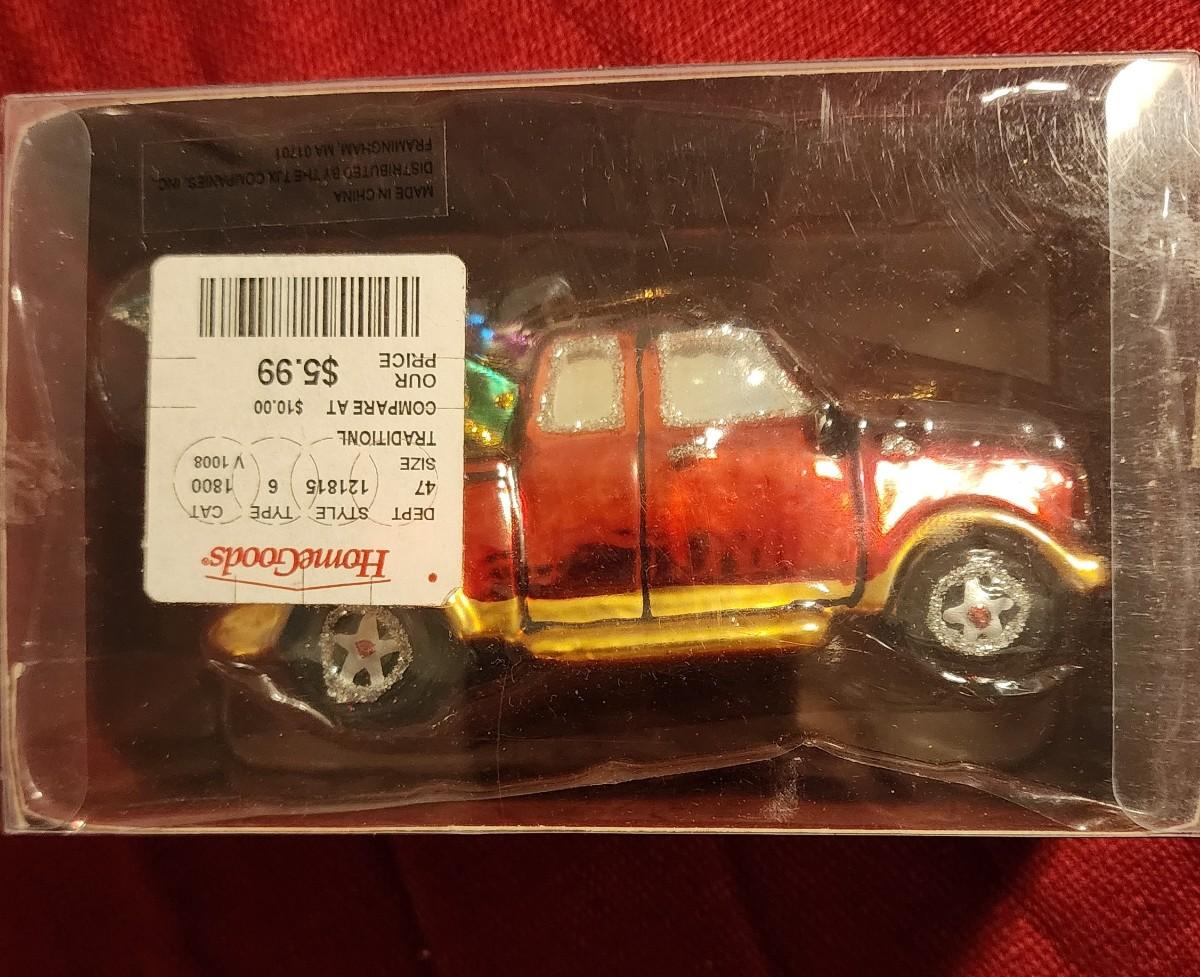 HomeGoods®
DEPT STYLE TYPE CAT
47 121815 6 1800
SIZE V 1008
TRADITIONL
COMPARE AT $10.00
OUR
PRICE $5.99
MADE IN CHINA
DISTRIBUTED BY THE TJX COMPANIES, INC.
FRAMINGHAM, MA 01701